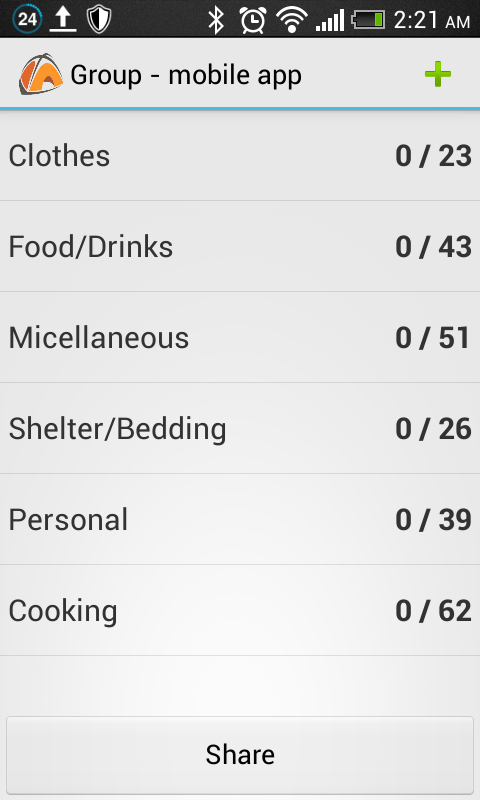 24 2:21 AM
Group - mobile app
Clothes 0 / 23
Food/Drinks 0 / 43
Micellaneous 0 / 51
Shelter/Bedding 0 / 26
Personal 0 / 39
Cooking 0 / 62
Share